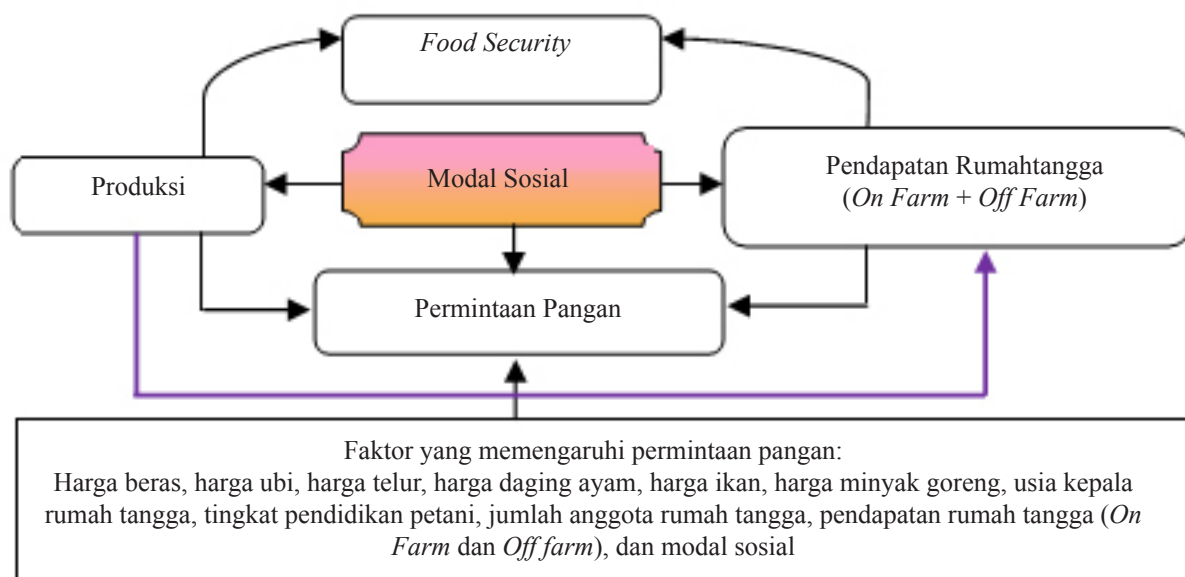 Food Security
Produksi
Modal Sosial
Pendapatan Rumahtangga
(On Farm + Off Farm)
Permintaan Pangan
Faktor yang memengaruhi permintaan pangan:
Harga beras, harga ubi, harga telur, harga daging ayam, harga ikan, harga minyak goreng, usia kepala
rumah tangga, tingkat pendidikan petani, jumlah anggota rumah tangga, pendapatan rumah tangga (On
Farm dan Off farm), dan modal sosial